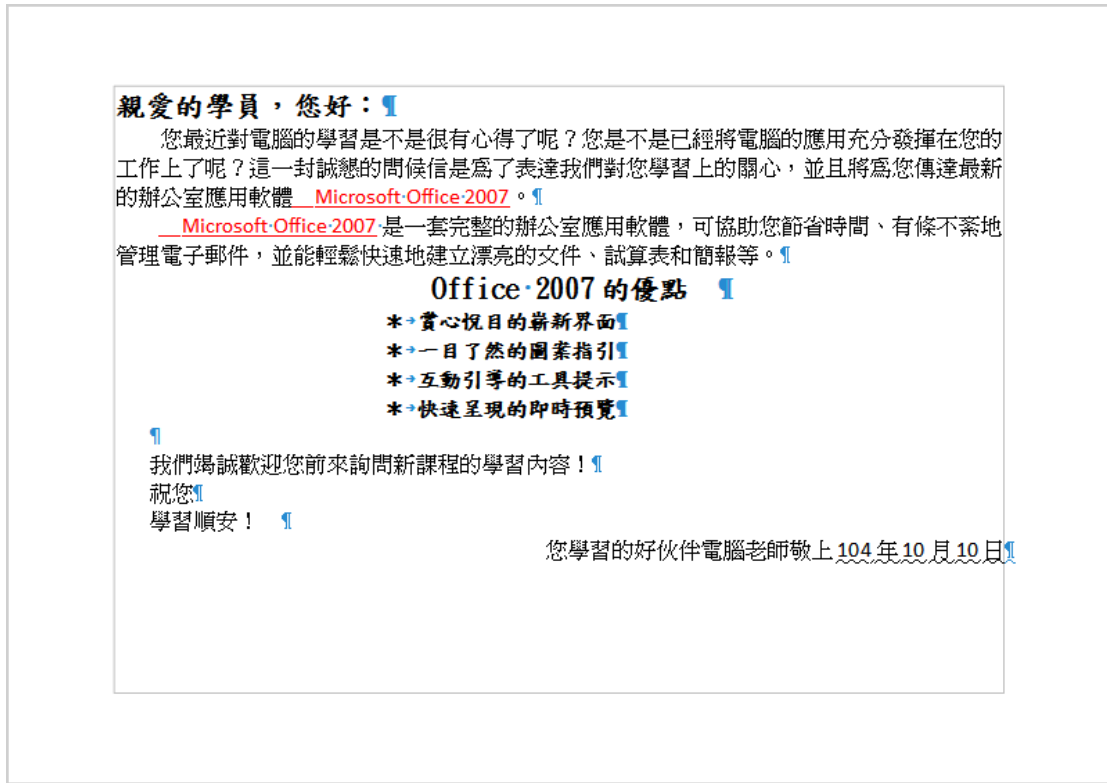 親愛的學員，您好：
您最近對電腦的學習是不是很有心得了呢？您是不是已經將電腦的應用充分發揮在您的
工作上了呢？這一封誠懇的問候信是為了表達我們對您學習上的關心，並且將為您傳達最新
的辦公室應用軟體 Microsoft Office 2007。
Microsoft Office 2007 是一套完整的辦公室應用軟體，可協助您節省時間、有條不紊地
管理電子郵件，並能輕鬆快速地建立漂亮的文件、試算表和簡報等。
Office 2007 的優點
＊賞心悅目的嶄新界面
＊一目了然的圖案指引
＊互動引導的工具提示
＊快速呈現的即時預覽
我們竭誠歡迎您前來詢問新課程的學習內容！
祝您
學習順安！
您學習的好伙伴電腦老師敬上 104 年 10 月 10 日